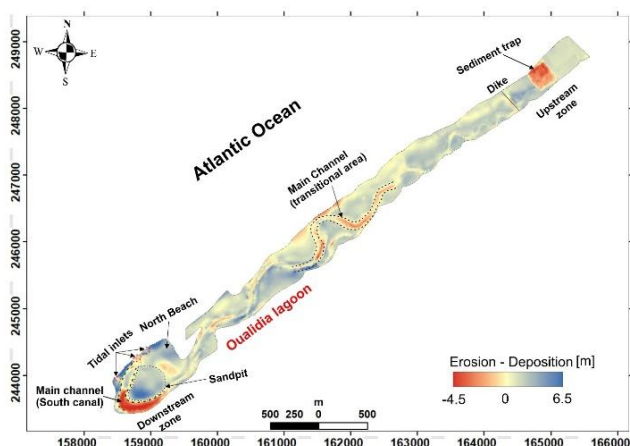 N
W
E
S
249000
248000
247000
246000
245000
244000
Atlantic Ocean
Sediment trap
Dike
Upstream
zone
Main Channel
(transitional area)
Oualidia lagoon
North Beach
Tidal inlets
Sandpit
Main channel
(South canal)
Downstream
zone
Erosion - Deposition [m]
-4.5
0
6.5
m
500 250 0 500
158000 159000 160000 161000 162000 163000 164000 165000 166000